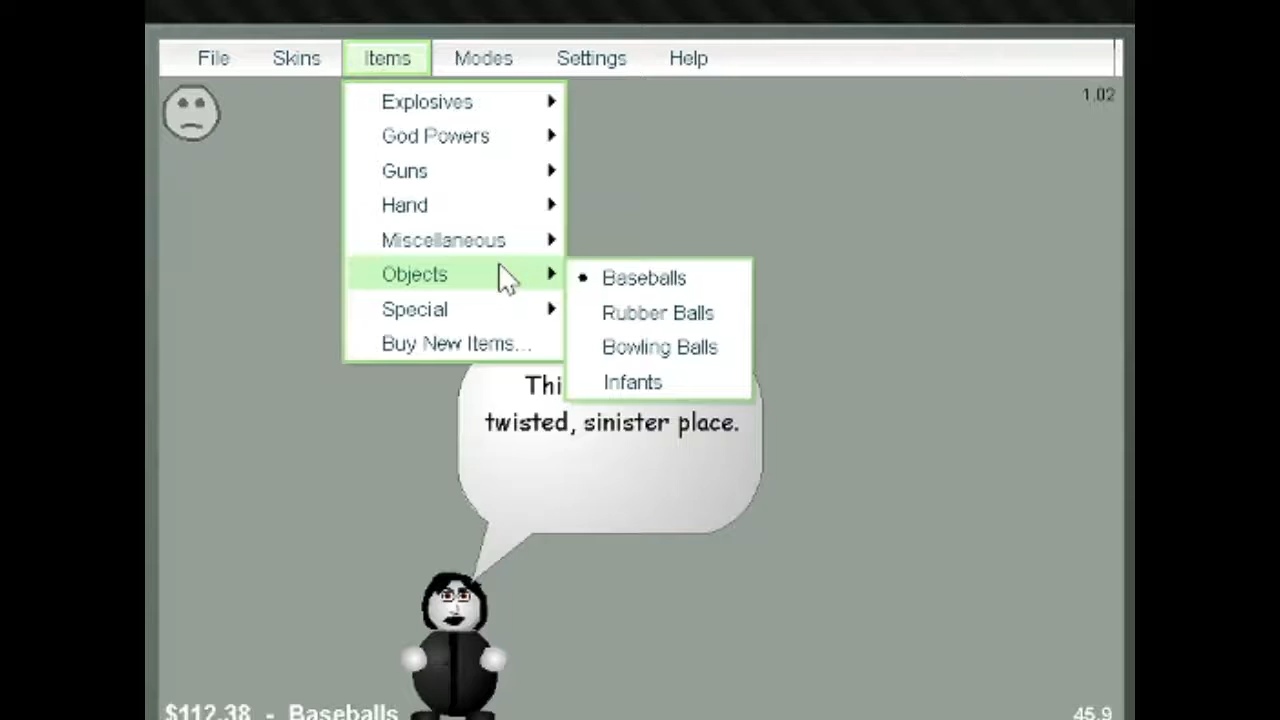 File Skins Items Modes Settings Help
1.02
Explosives
God Powers
Guns
Hand
Miscellaneous
Objects
Special
Buy New Items...
Baseballs
Rubber Balls
Bowling Balls
Infants
Thi
twisted, sinister place.
$112.38 - Baseballs
45.9